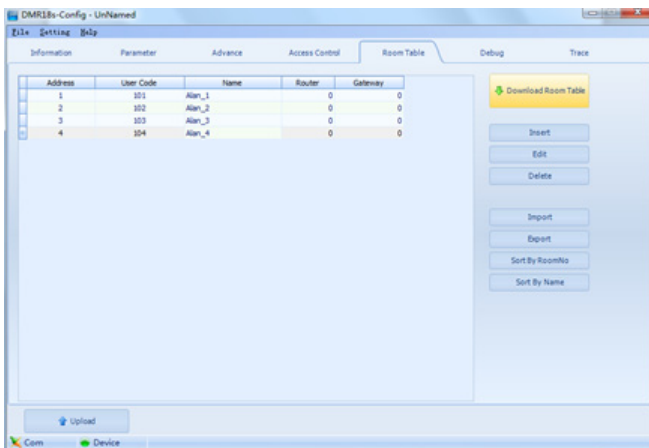 DMR18s-Config - UnNamed
File Setting Help
Information Parameter Advance Access Control Room Table Debug Trace
Address User Code Name Router Gateway
1 101 Alan_1 0 0
2 102 Alan_2 0 0
3 103 Alan_3 0 0
4 104 Alan_4 0 0
Download Room Table
Insert
Edit
Delete
Import
Export
Sort By RoomNo
Sort By Name
Upload
Com Device